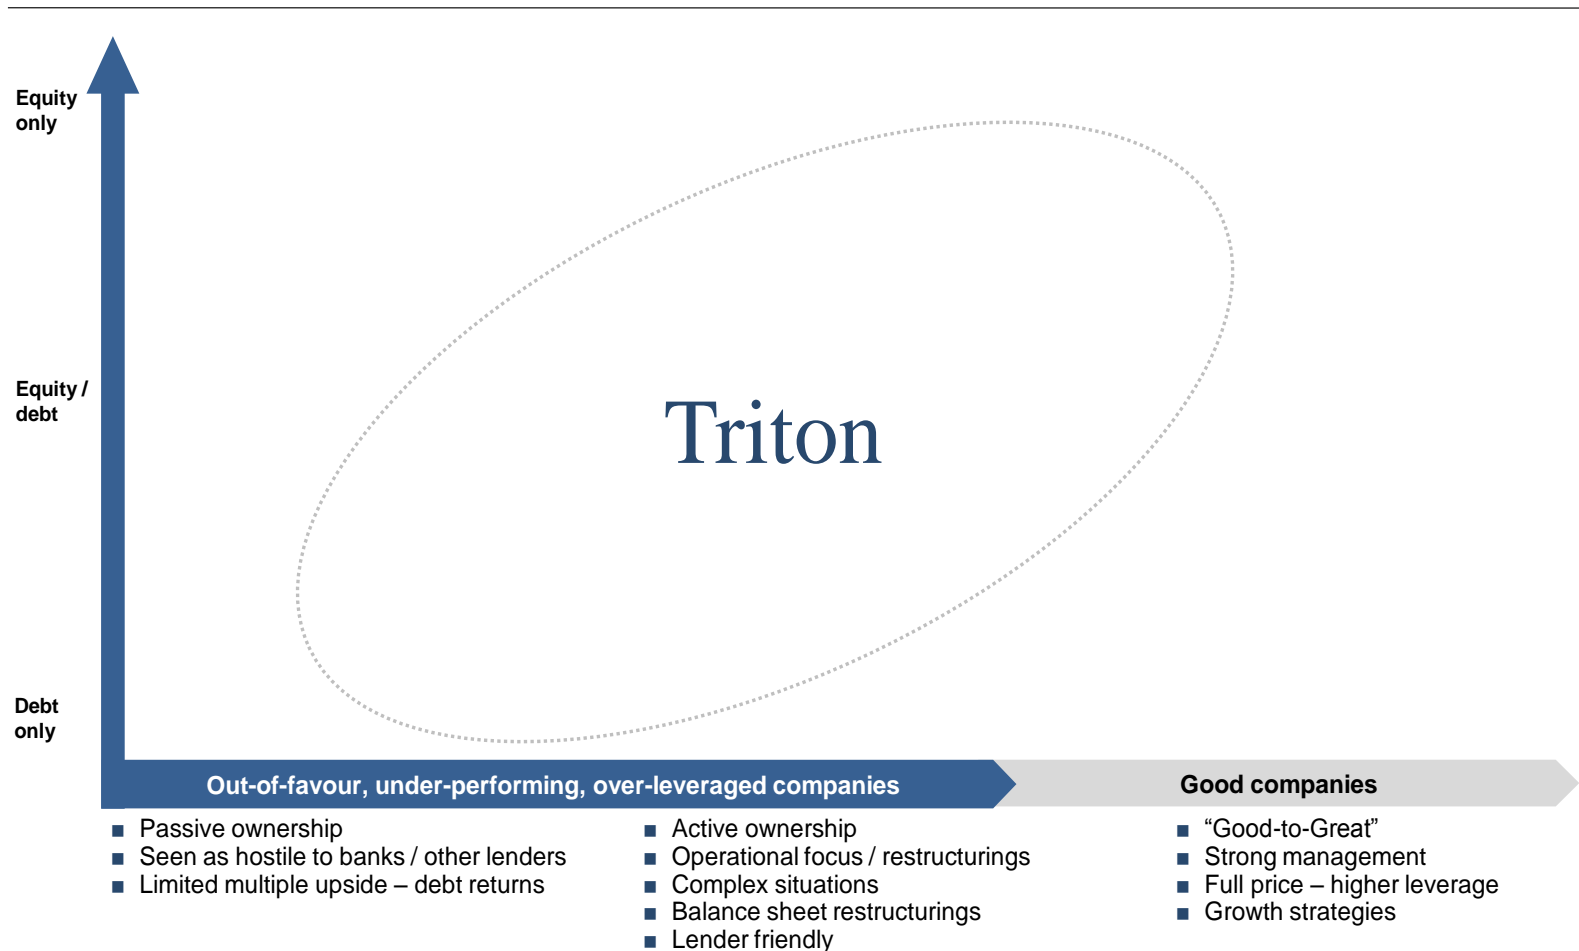 Equity
only
Equity /
debt
Triton
Debt
only
Out-of-favour, under-performing, over-leveraged companies
Good companies
Passive ownership
Seen as hostile to banks / other lenders
Limited multiple upside – debt returns
Active ownership
Operational focus / restructurings
Complex situations
Balance sheet restructurings
Lender friendly
“Good-to-Great”
Strong management
Full price – higher leverage
Growth strategies